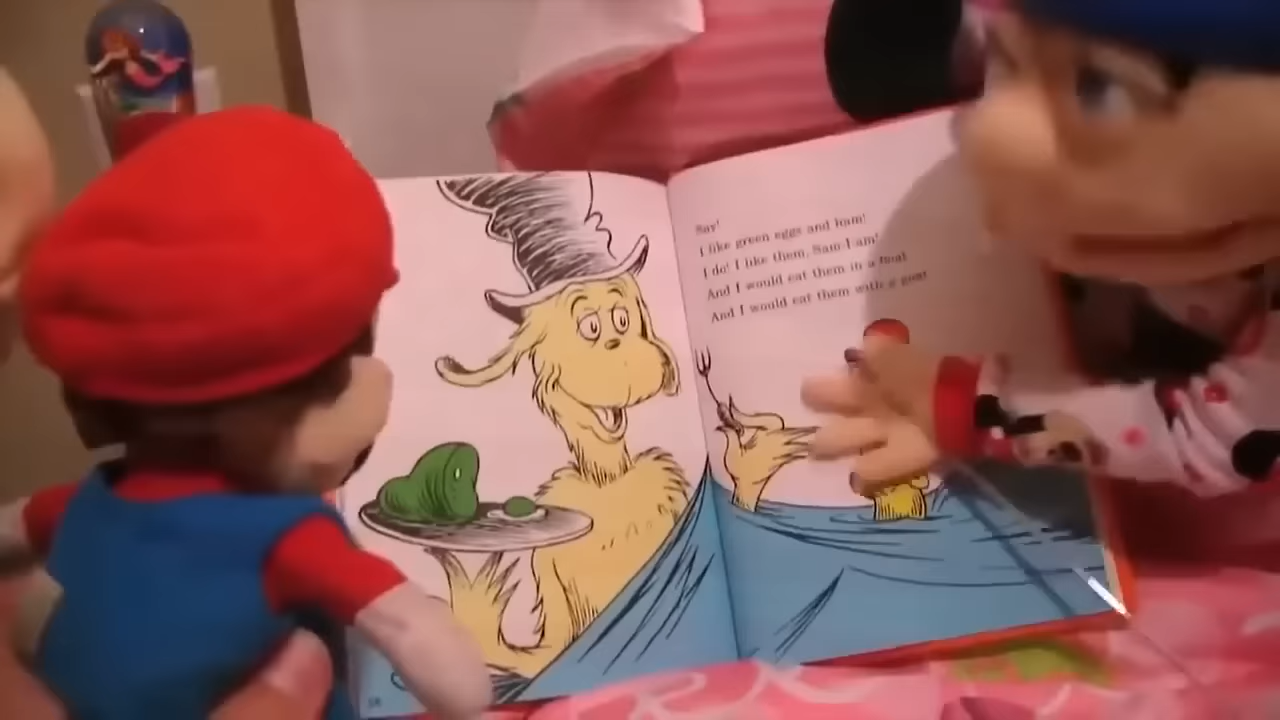 Say!
I like green eggs and ham!
I do! I like them, Sam-I-am!
And I would eat them in a boat.
And I would eat them with a goat